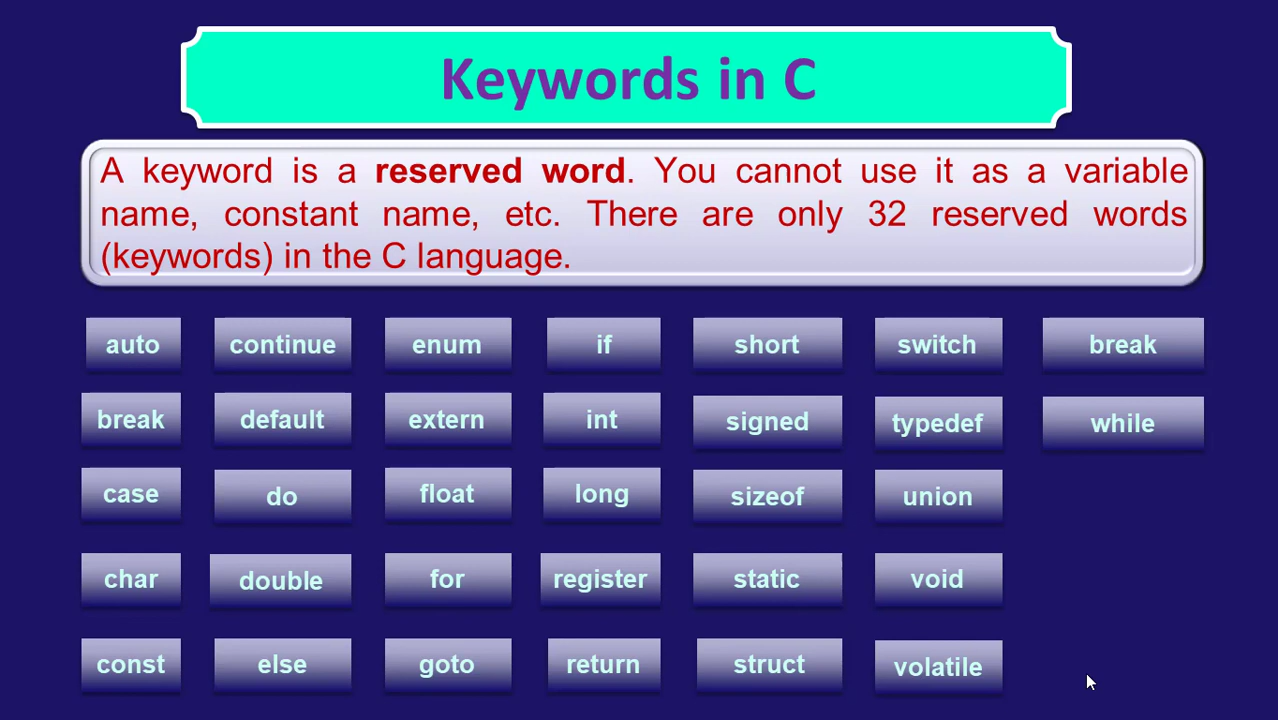 Keywords in C
A keyword is a reserved word. You cannot use it as a variable
name, constant name, etc. There are only 32 reserved words
(keywords) in the C language.
auto continue enum if short switch break
break default extern int signed typedef while
case do float long sizeof union
char double for register static void
const else goto return struct volatile